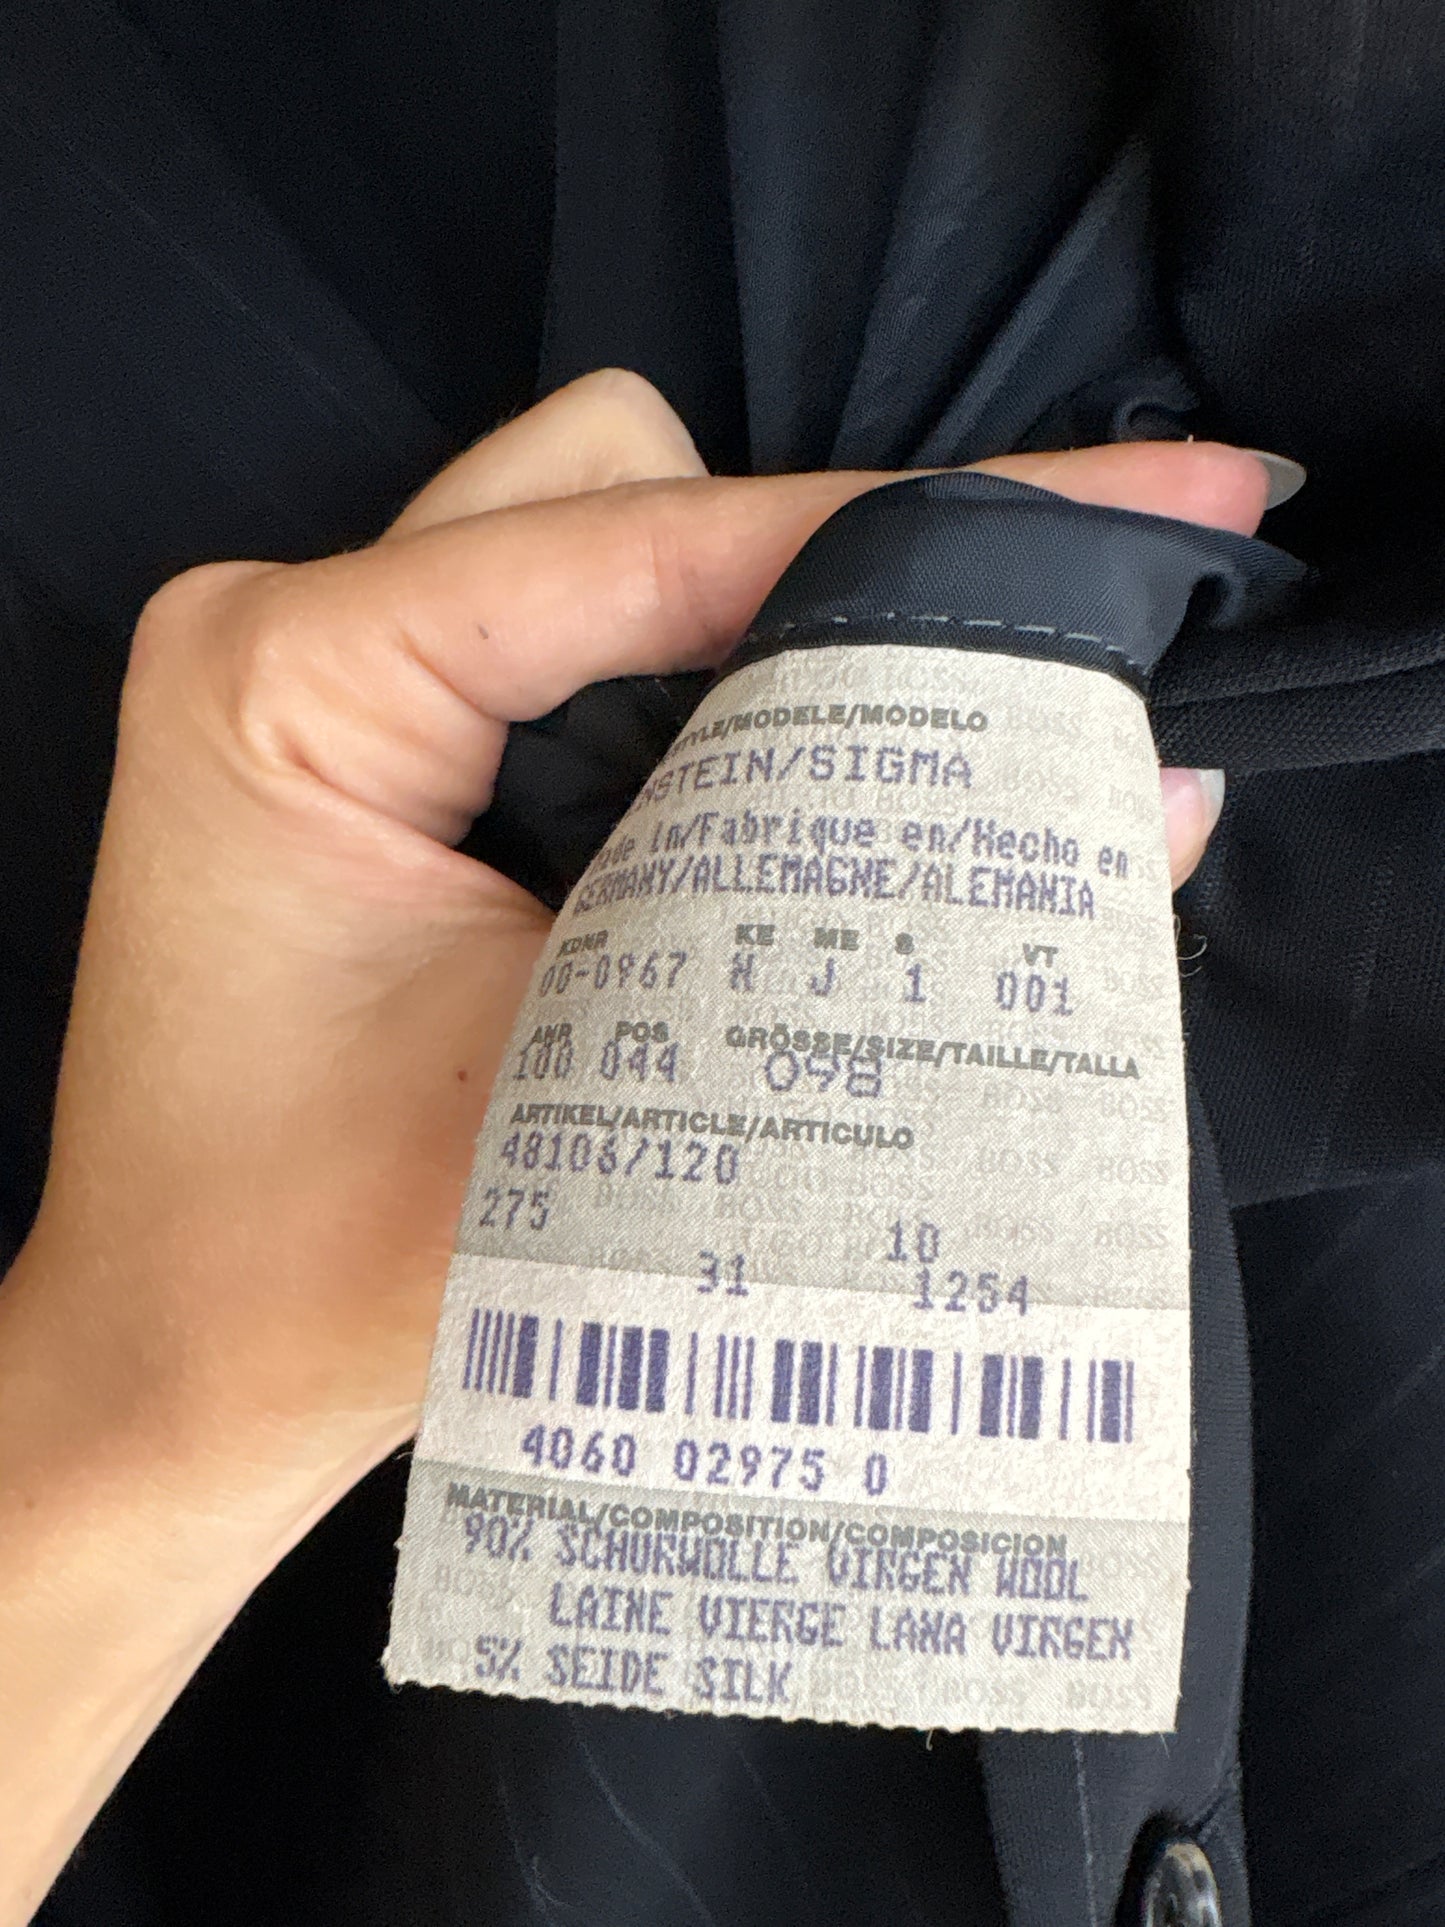 STYLE/MODELE/MODELO
NSTEIN/SIGMA
Made in/Fabrique en/Hecho en
GERMANY/ALLEMAGNE/ALEMANIA
KDNR KE ME S VT
00-0967 N J 1 001
ANR POS GRÖSSE/SIZE/TAILLE/TALLA
100 044 098
ARTIKEL/ARTICLE/ARTICULO
48106/120
275 10
31 1254
4060 02975 0
MATERIAL/COMPOSITION/COMPOSICION
90% SCHURWOLLE VIRGEN WOOL
LAINE VIERGE LANA VIRGEN
5% SEIDE SILK